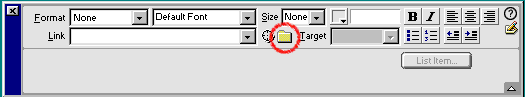 Format None Default Font Size None B I ?
Link Target
List Item...